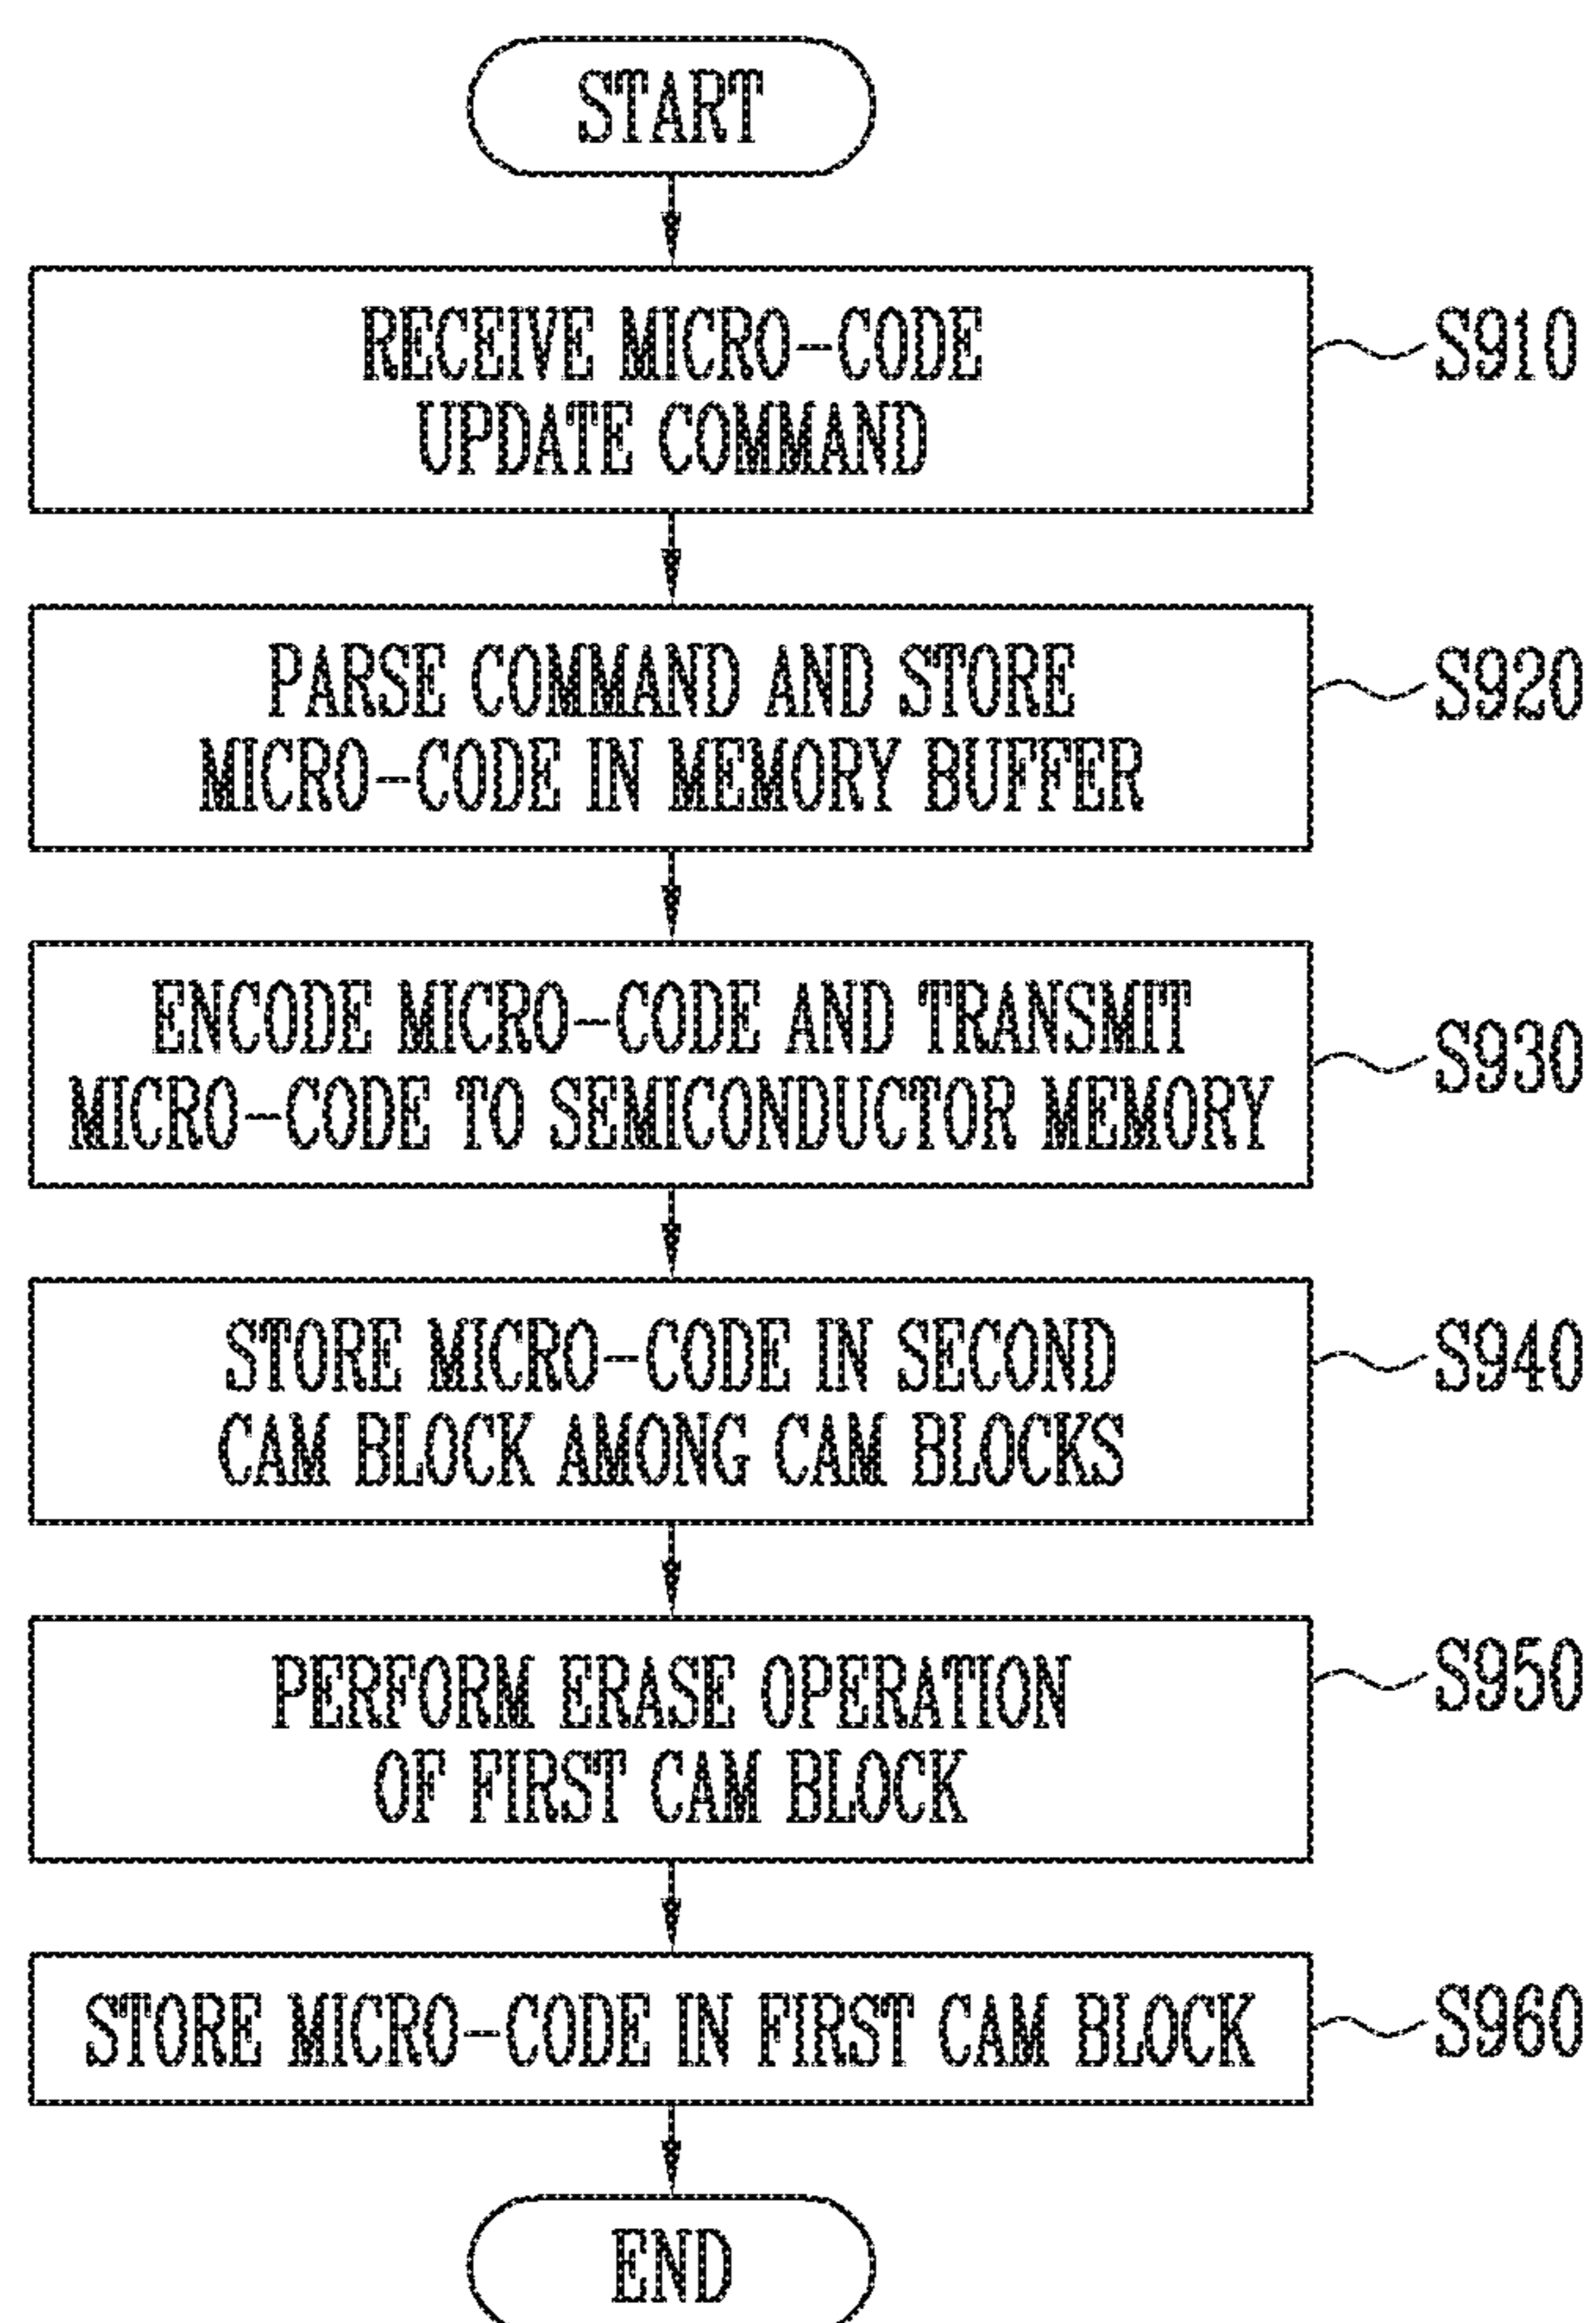 START
RECEIVE MICRO-CODE
UPDATE COMMAND
S910
PARSE COMMAND AND STORE
MICRO-CODE IN MEMORY BUFFER
S920
ENCODE MICRO-CODE AND TRANSMIT
MICRO-CODE TO SEMICONDUCTOR MEMORY
S930
STORE MICRO-CODE IN SECOND
CAM BLOCK AMONG CAM BLOCKS
S940
PERFORM ERASE OPERATION
OF FIRST CAM BLOCK
S950
STORE MICRO-CODE IN FIRST CAM BLOCK
S960
END